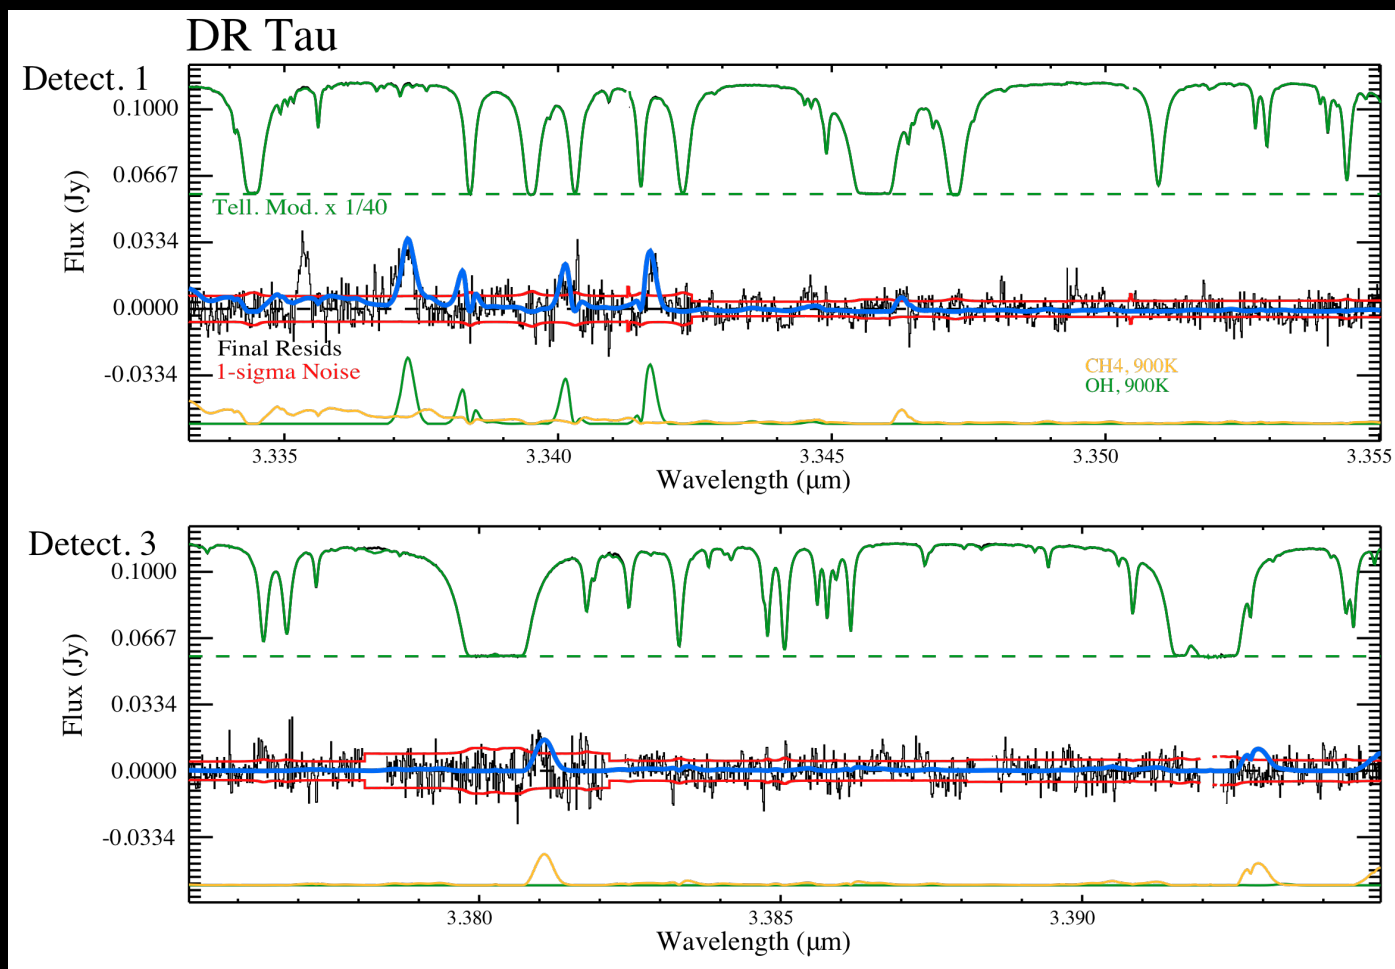 DR Tau
Detect. 1
0.1000
0.0667
0.0334
0.0000
-0.0334
Flux (Jy)
Tell. Mod. x 1/40
Final Resids
1-sigma Noise
CH4, 900K
OH, 900K
3.335
3.340
3.345
3.350
3.355
Wavelength (μm)
Detect. 3
0.1000
0.0667
0.0334
0.0000
-0.0334
Flux (Jy)
3.380
3.385
3.390
Wavelength (μm)